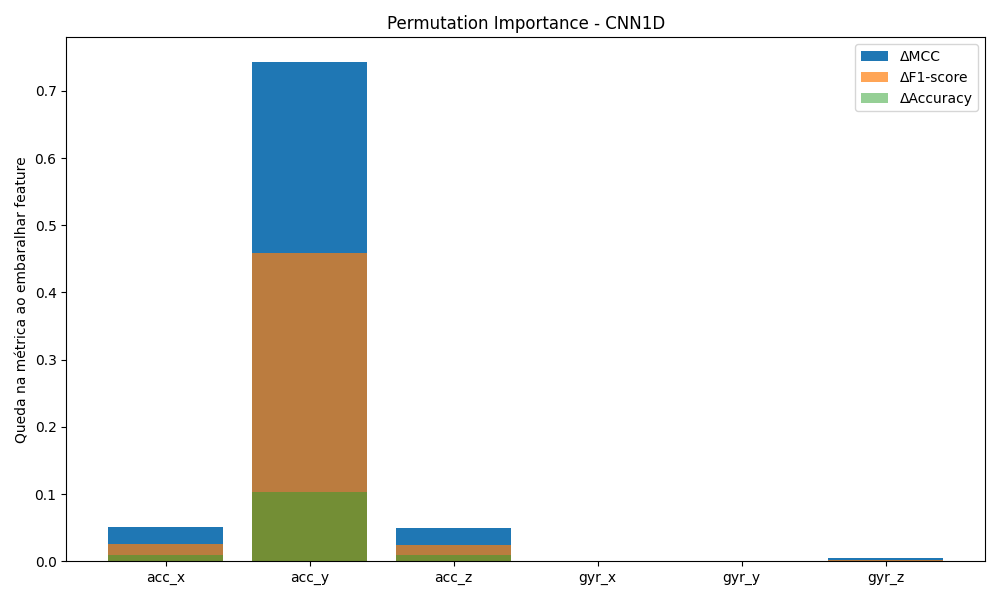 Permutation Importance - CNN1D
ΔMCC
ΔF1-score
ΔAccuracy
Queda na métrica ao embaralhar feature
0.7
0.6
0.5
0.4
0.3
0.2
0.1
0.0
acc_x acc_y acc_z gyr_x gyr_y gyr_z